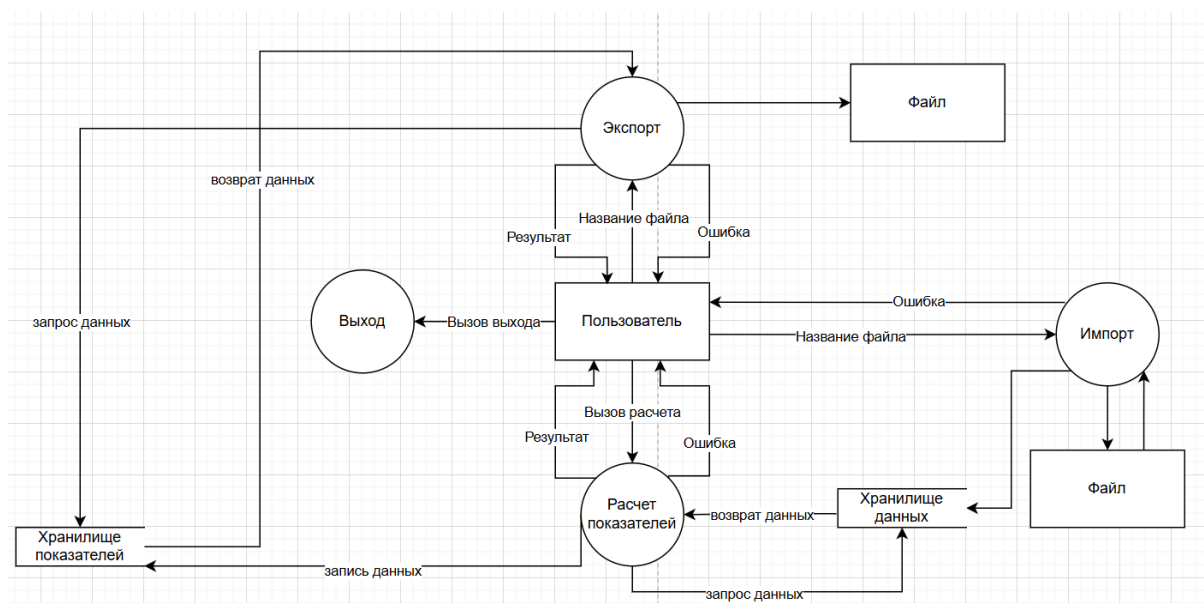 Экспорт
Файл
возврат данных
Название файла
Результат
Ошибка
запрос данных
Выход
Вызов выхода
Пользователь
Ошибка
Название файла
Импорт
Вызов расчета
Результат
Ошибка
Файл
Расчет
показателей
возврат данных
Хранилище
данных
Хранилище
показателей
запись данных
запрос данных